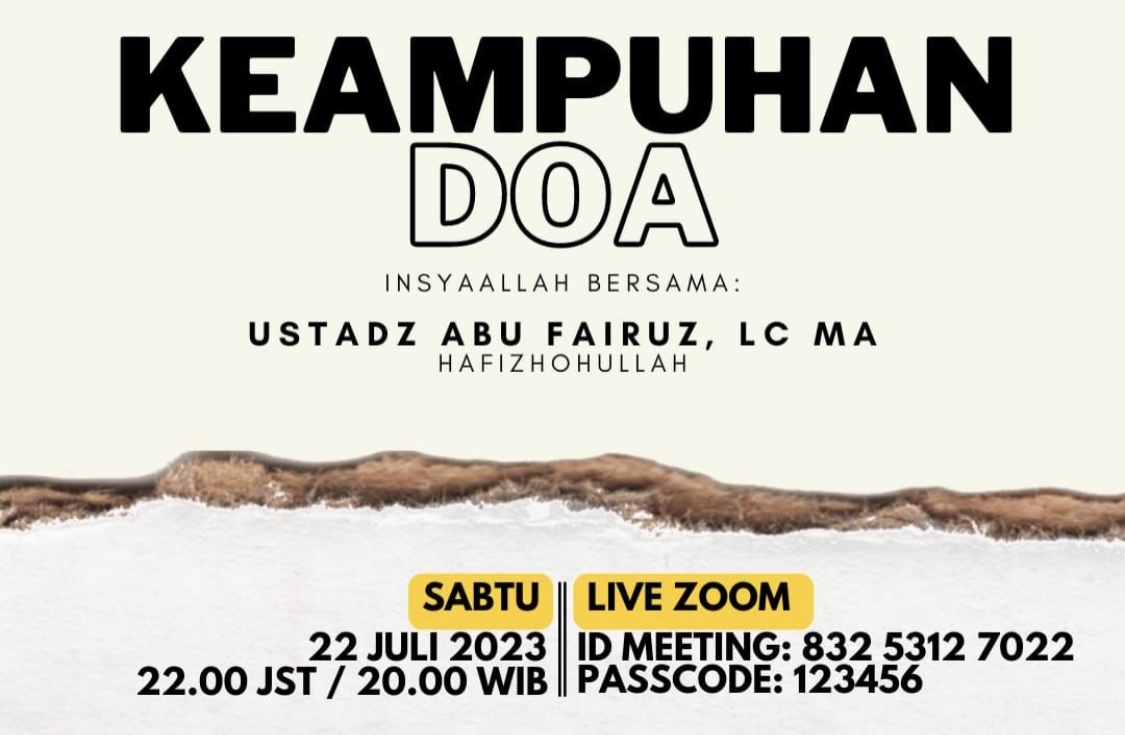 KEAMPUHAN
DOA
INSYAALLAH BERSAMA:
USTADZ ABU FAIRUZ, LC MA
HAFIZHOHULLAH
SABTU
22 JULI 2023
22.00 JST / 20.00 WIB
LIVE ZOOM
ID MEETING: 832 5312 7022
PASSCODE: 123456